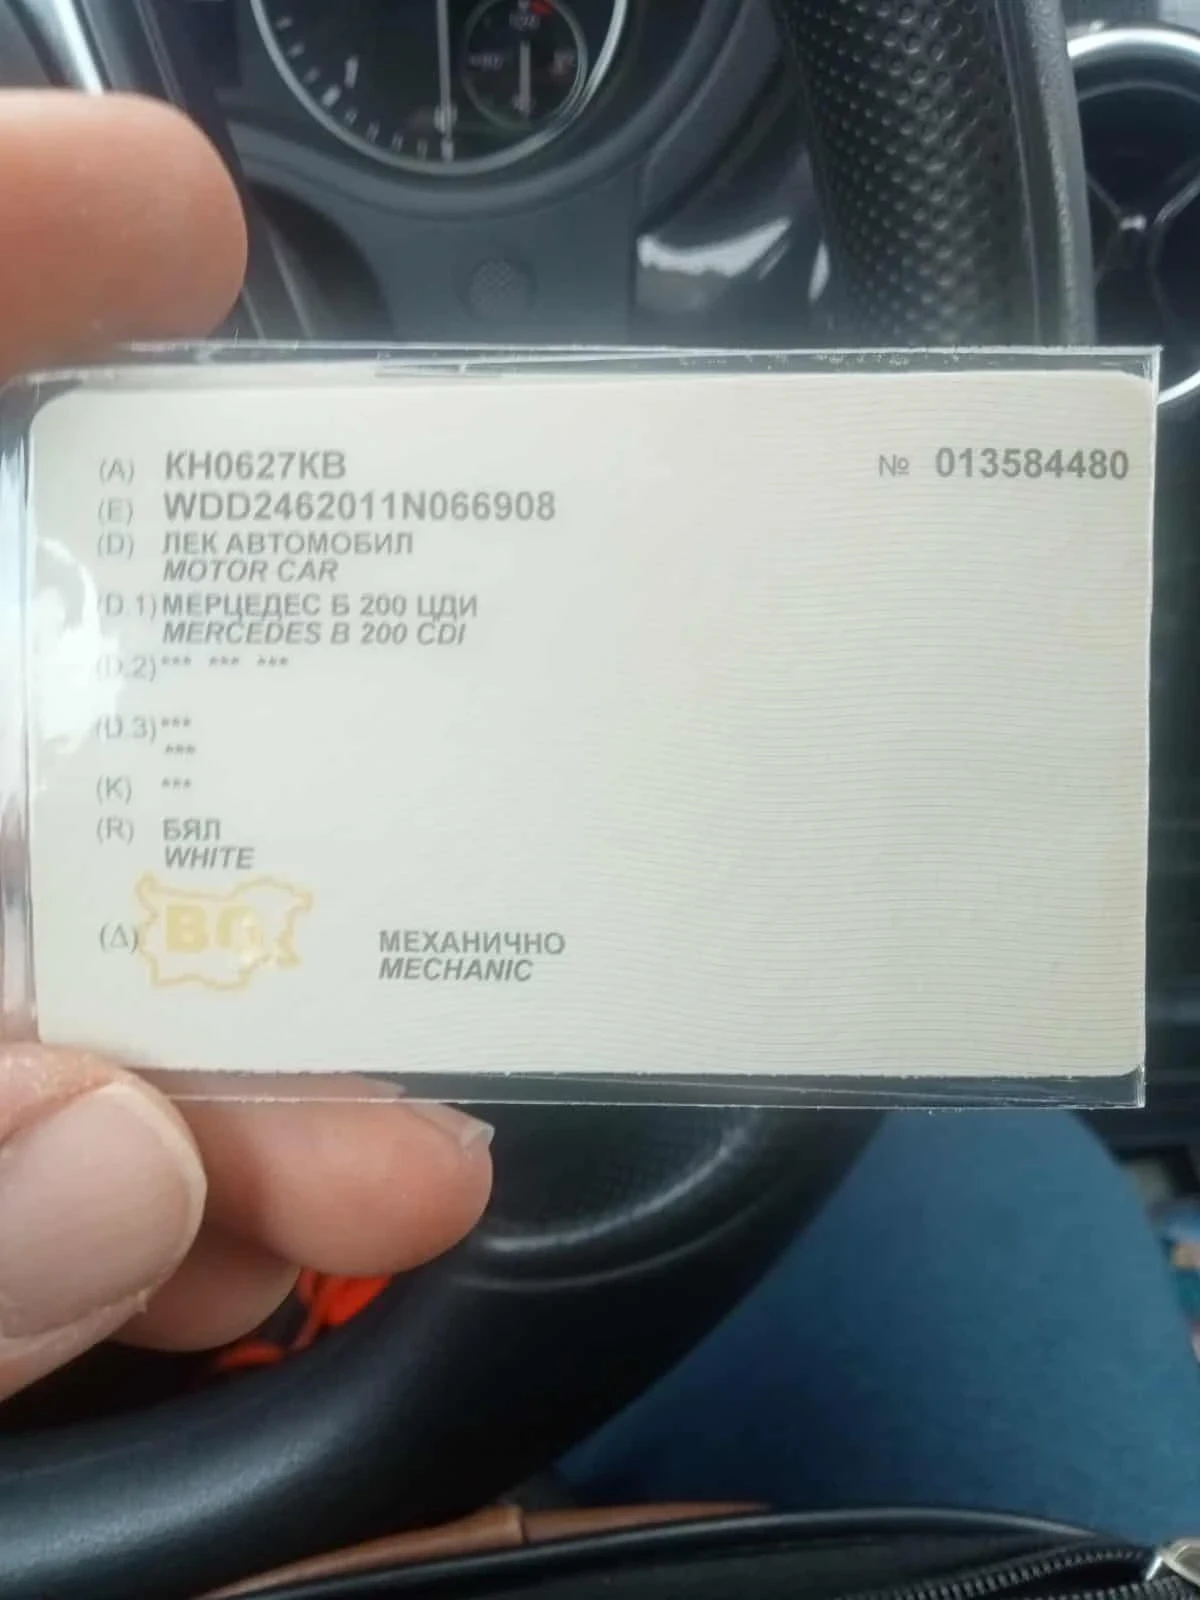 (A) KH0627KB № 013584480
(E) WDD2462011N066908
(D) ЛЕК АВТОМОБИЛ
MOTOR CAR
(D.1) МЕРЦЕДЕС Б 200 ЦДИ
MERCEDES B 200 CDI
(D.2) *** *** ***
(D.3) ***
***
(K) ***
(R) БЯЛ
WHITE
(Δ) BG МЕХАНИЧНО
MECHANIC